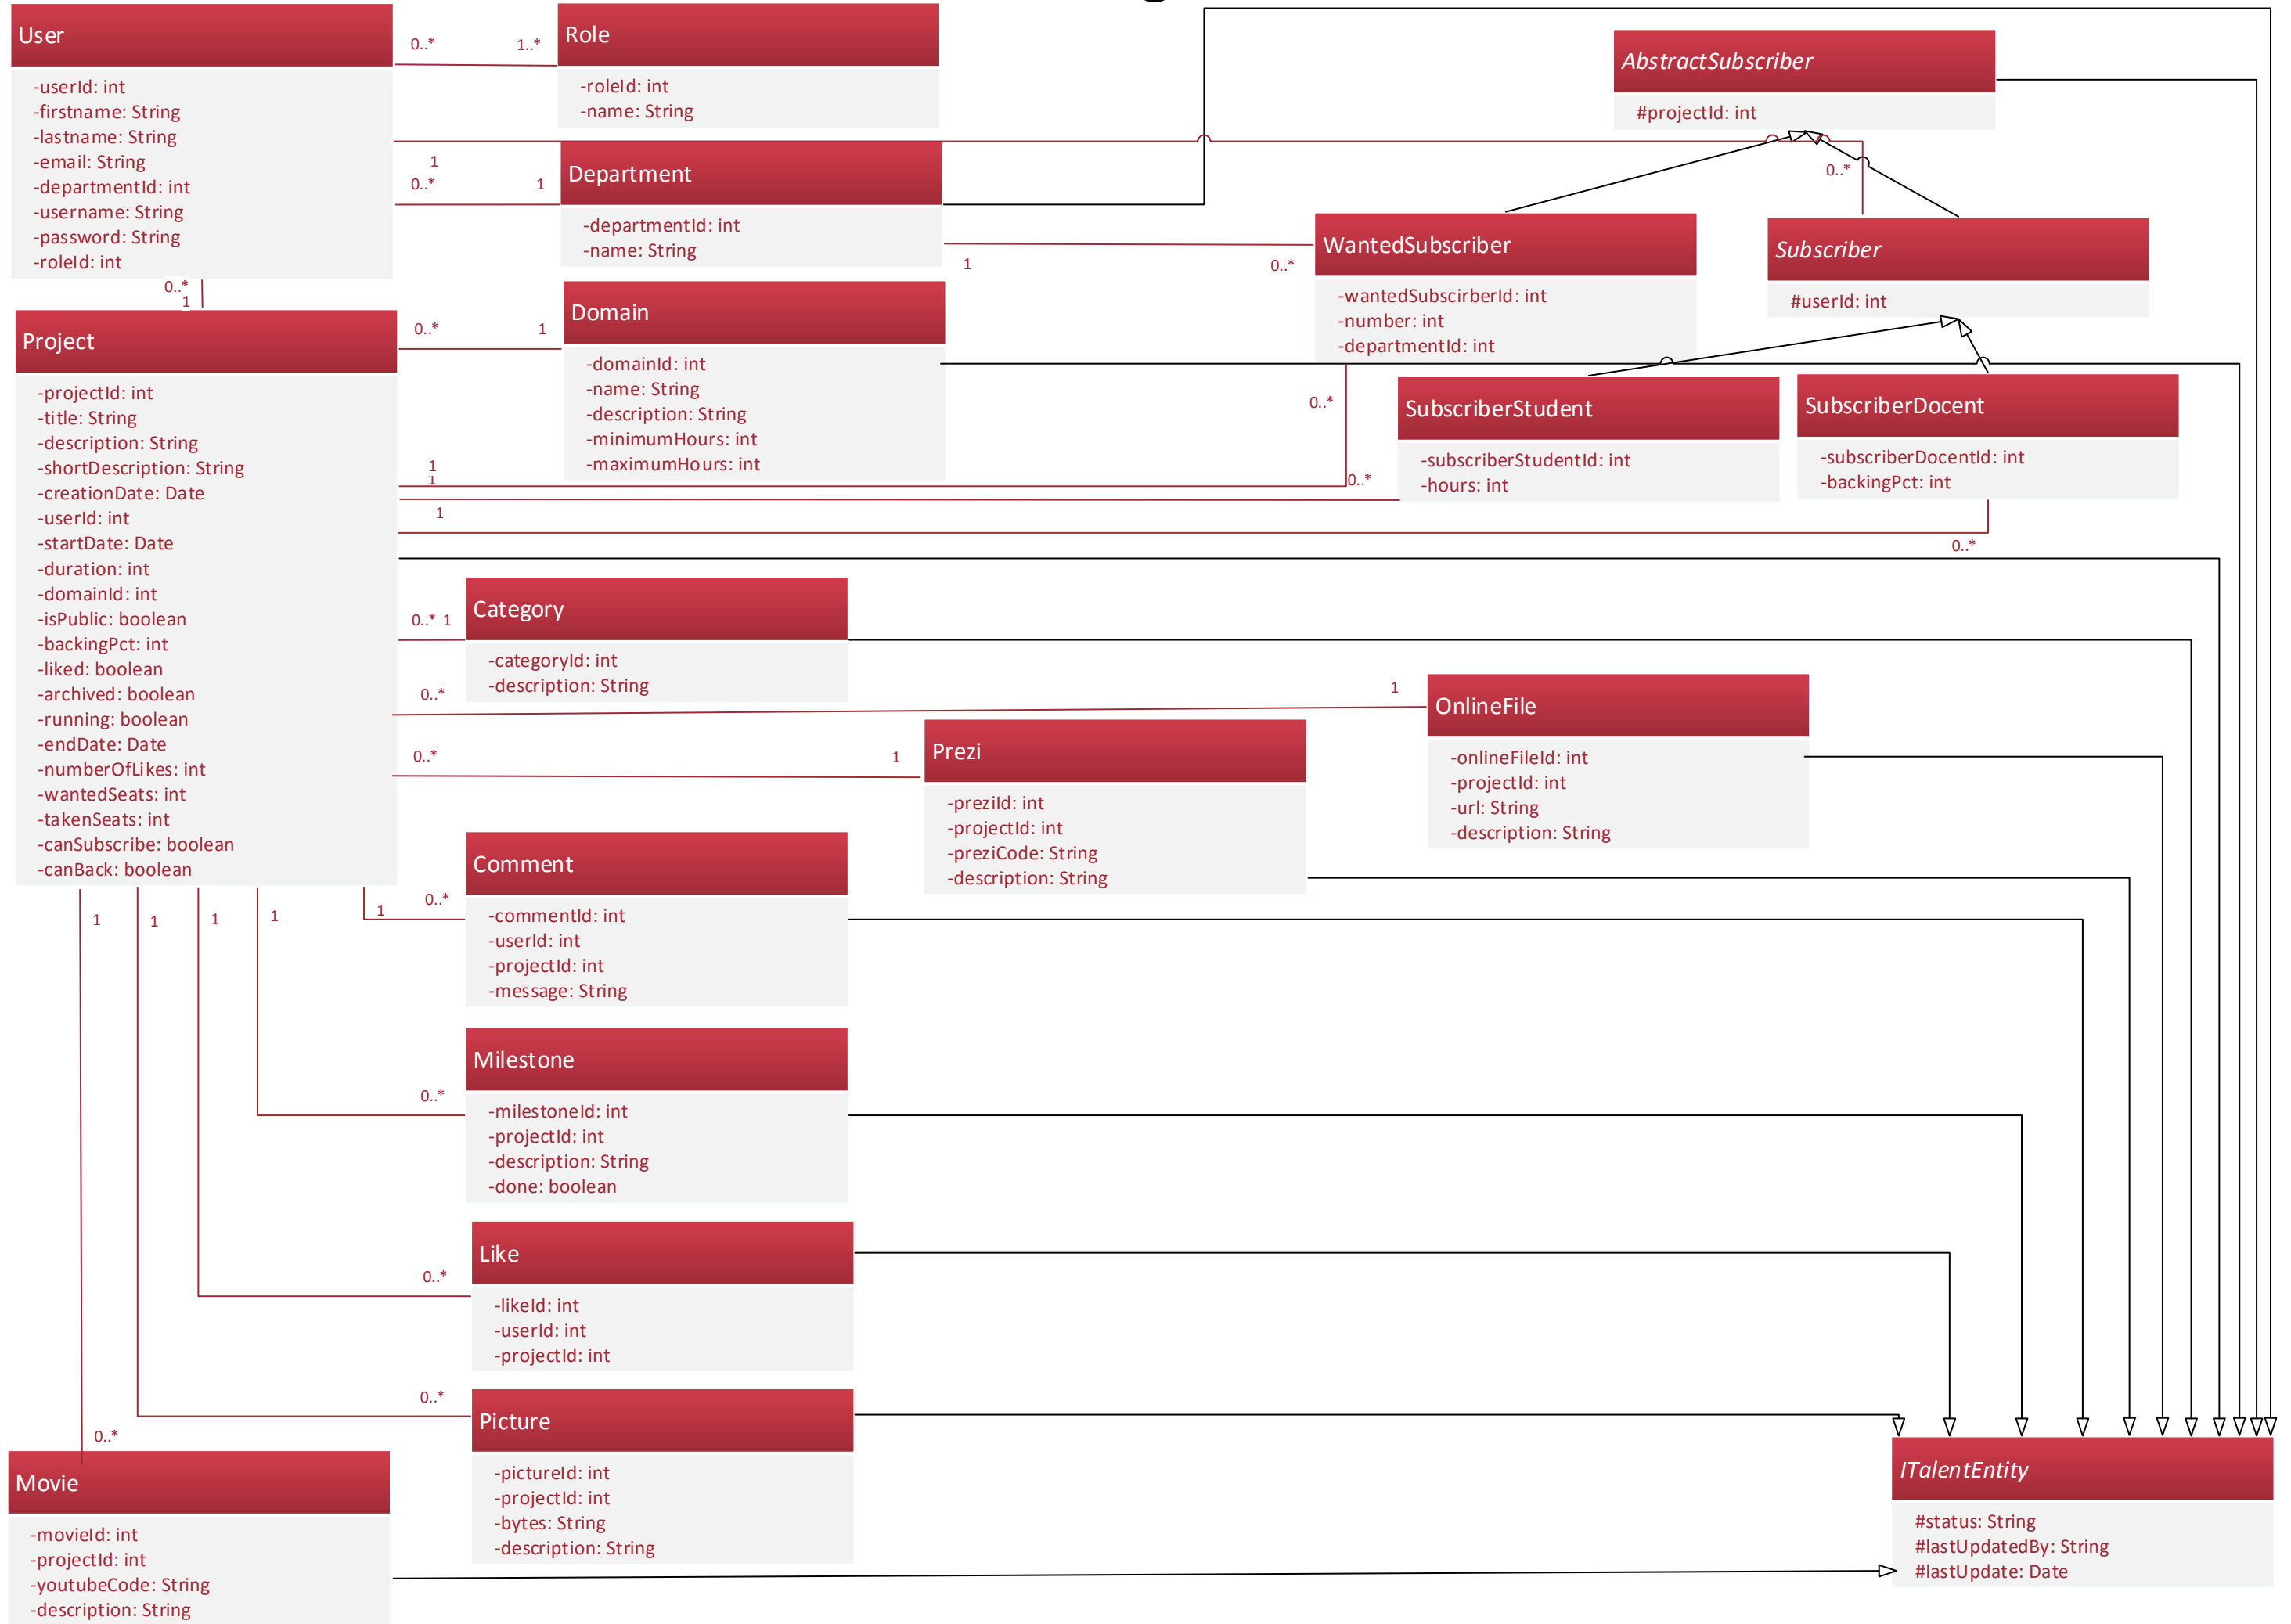 User
-userId: int
-firstname: String
-lastname: String
-email: String
-departmentId: int
-username: String
-password: String
-roleId: int
0..*
1..*
Role
-roleId: int
-name: String
1
0..*
1
Department
-departmentId: int
-name: String
1
0..*
AbstractSubscriber
#projectId: int
0..*
WantedSubscriber
-wantedSubscirberId: int
-number: int
-departmentId: int
Subscriber
#userId: int
0..*
1
Project
-projectId: int
-title: String
-description: String
-shortDescription: String
-creationDate: Date
-userId: int
-startDate: Date
-duration: int
-domainId: int
-isPublic: boolean
-backingPct: int
-liked: boolean
-archived: boolean
-running: boolean
-endDate: Date
-numberOfLikes: int
-wantedSeats: int
-takenSeats: int
-canSubscribe: boolean
-canBack: boolean
0..*
1
Domain
-domainId: int
-name: String
-description: String
-minimumHours: int
-maximumHours: int
0..*
SubscriberStudent
-subscriberStudentId: int
-hours: int
SubscriberDocent
-subscriberDocentId: int
-backingPct: int
1
1
0..*
1
0..*
0..* 1
Category
-categoryId: int
-description: String
0..*
1
OnlineFile
-onlineFileId: int
-projectId: int
-url: String
-description: String
0..*
1
Prezi
-preziId: int
-projectId: int
-preziCode: String
-description: String
1
1
1
1
1
0..*
Comment
-commentId: int
-userId: int
-projectId: int
-message: String
0..*
Milestone
-milestoneId: int
-projectId: int
-description: String
-done: boolean
0..*
Like
-likeId: int
-userId: int
-projectId: int
0..*
Picture
-pictureId: int
-projectId: int
-bytes: String
-description: String
0..*
Movie
-movieId: int
-projectId: int
-youtubeCode: String
-description: String
ITalentEntity
#status: String
#lastUpdatedBy: String
#lastUpdate: Date